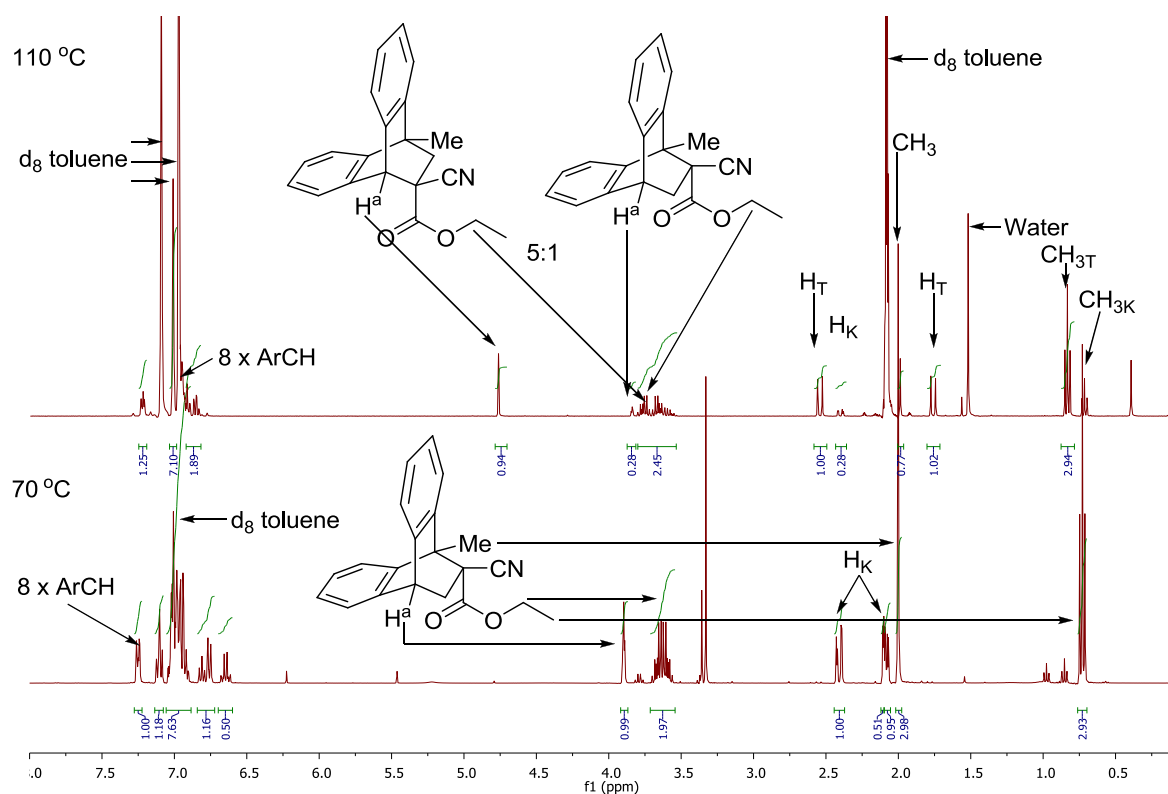 110 °C
d8 toluene
8 x ArCH
Me
CN
Hᵃ
O
O
5:1
Me
CN
Hᵃ
O
O
d8 toluene
CH3
Water
HT
HK
HT
CH3T
CH3K
1.25
7.10
1.89
0.94
0.28
2.45
1.00
0.28
0.77
1.02
2.94
70 °C
d8 toluene
8 x ArCH
Me
CN
Hᵃ
O
O
HK
1.00
1.18
7.63
1.16
0.50
0.99
1.97
1.00
0.51
0.95
2.98
2.93
3.0 7.5 7.0 6.5 6.0 5.5 5.0 4.5 4.0 3.5 3.0 2.5 2.0 1.5 1.0 0.5
f1 (ppm)